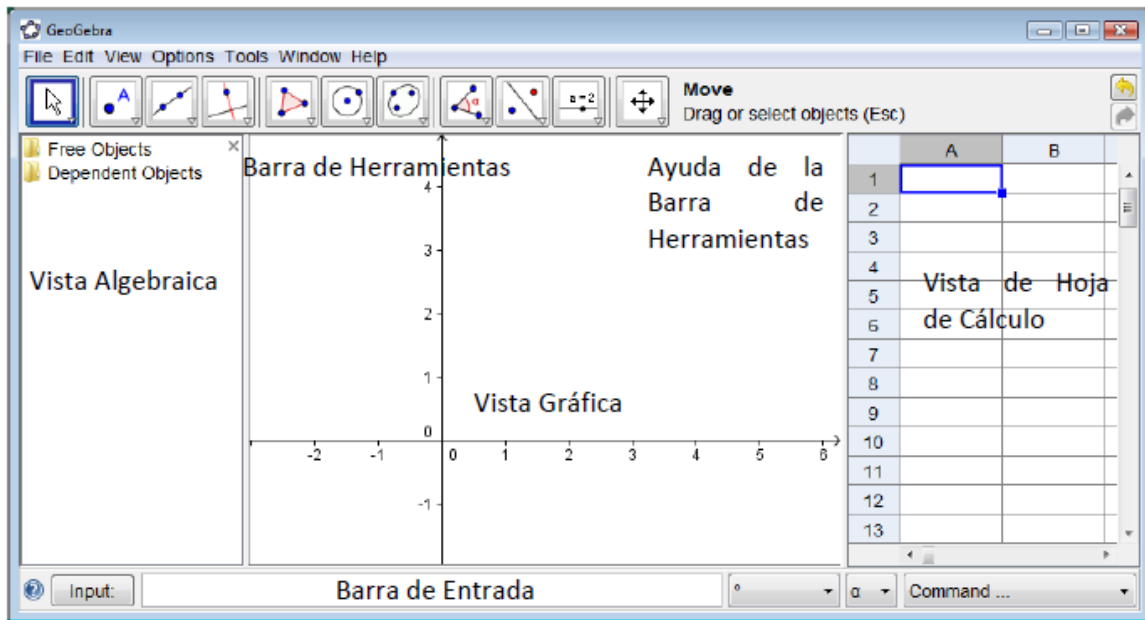 GeoGebra
File Edit View Options Tools Window Help
A
α
a=2
Move
Drag or select objects (Esc)
Free Objects
Dependent Objects
Vista Algebraica
Barra de Herramientas
Ayuda de la
Barra de
Herramientas
4
3
2
1
0
-2 -1 0 1 2 3 4 5 6
-1
Vista Gráfica
A B
1
2
3
4
5
6
7
8
9
10
11
12
13
Vista de Hoja
de Cálculo
Input:
Barra de Entrada
° α Command ...